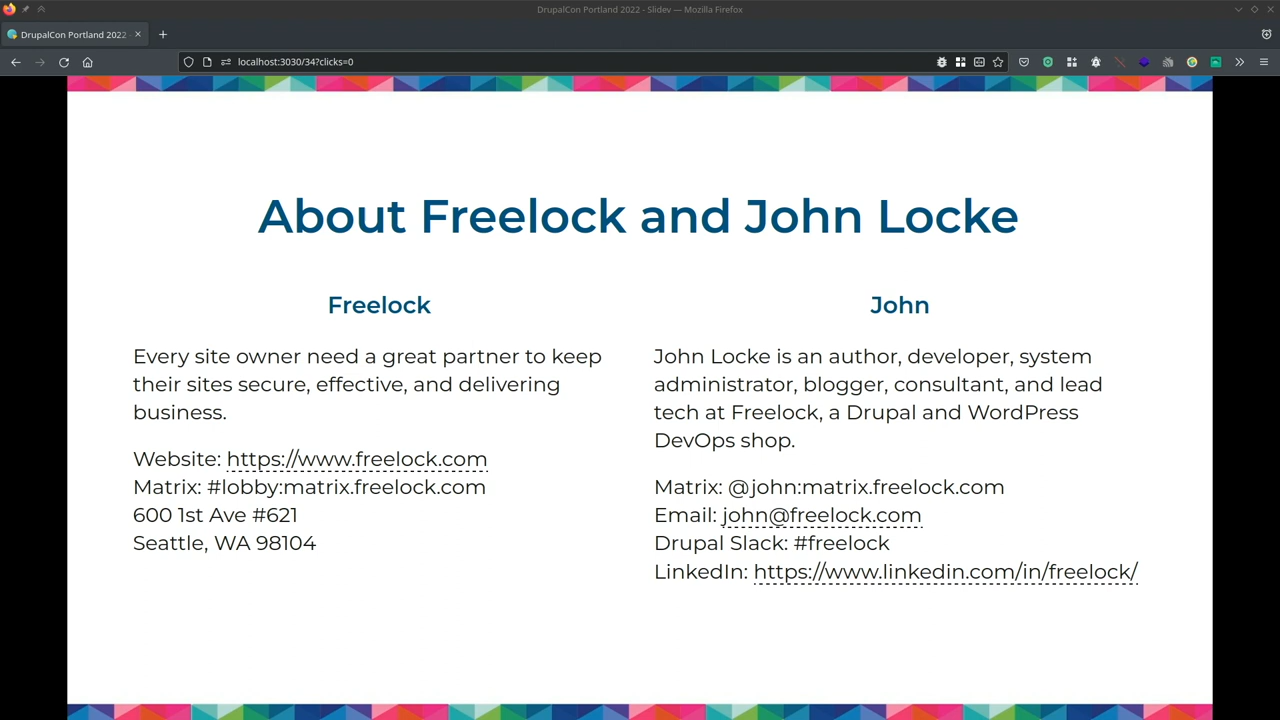 DrupalCon Portland 2022 - Slidev — Mozilla Firefox
DrupalCon Portland 2022 -
localhost:3030/34?clicks=0
About Freelock and John Locke
Freelock
Every site owner need a great partner to keep
their sites secure, effective, and delivering
business.
Website: https://www.freelock.com
Matrix: #lobby:matrix.freelock.com
600 1st Ave #621
Seattle, WA 98104
John
John Locke is an author, developer, system
administrator, blogger, consultant, and lead
tech at Freelock, a Drupal and WordPress
DevOps shop.
Matrix: @john:matrix.freelock.com
Email: john@freelock.com
Drupal Slack: #freelock
LinkedIn: https://www.linkedin.com/in/freelock/